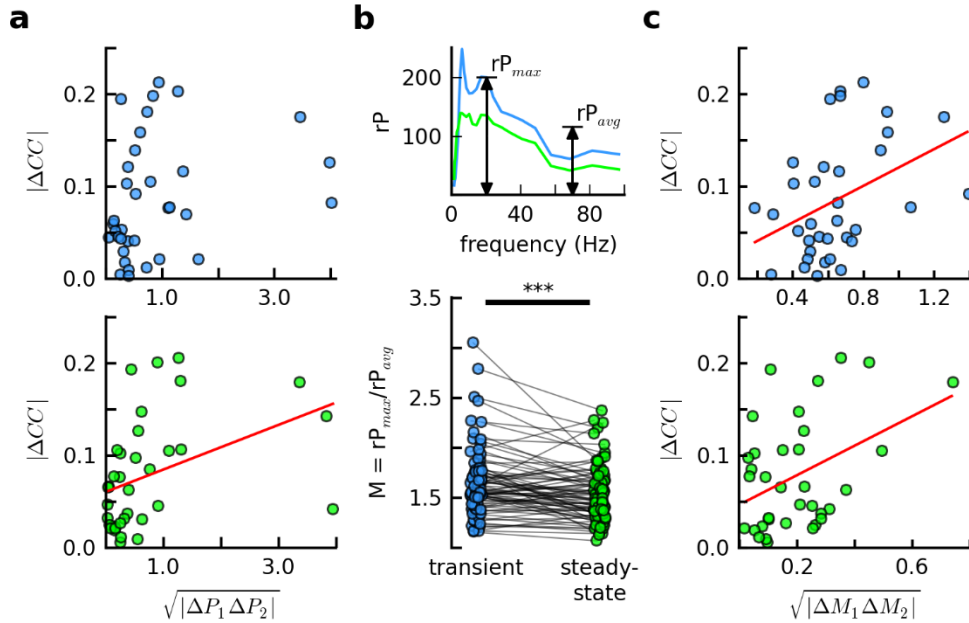 a
b
c
|ΔCC|
0.2
0.1
0.0
1.0
3.0
rP
200
100
rP_max
rP_avg
0
40
80
frequency (Hz)
|ΔCC|
0.2
0.1
0.0
0.4
0.8
1.2
|ΔCC|
0.2
0.1
0.0
1.0
3.0
√|ΔP₁ΔP₂|
M = rP_max/rP_avg
3.5
2.5
1.5
***
transient
steady-
state
|ΔCC|
0.2
0.1
0.0
0.2
0.6
√|ΔM₁ΔM₂|